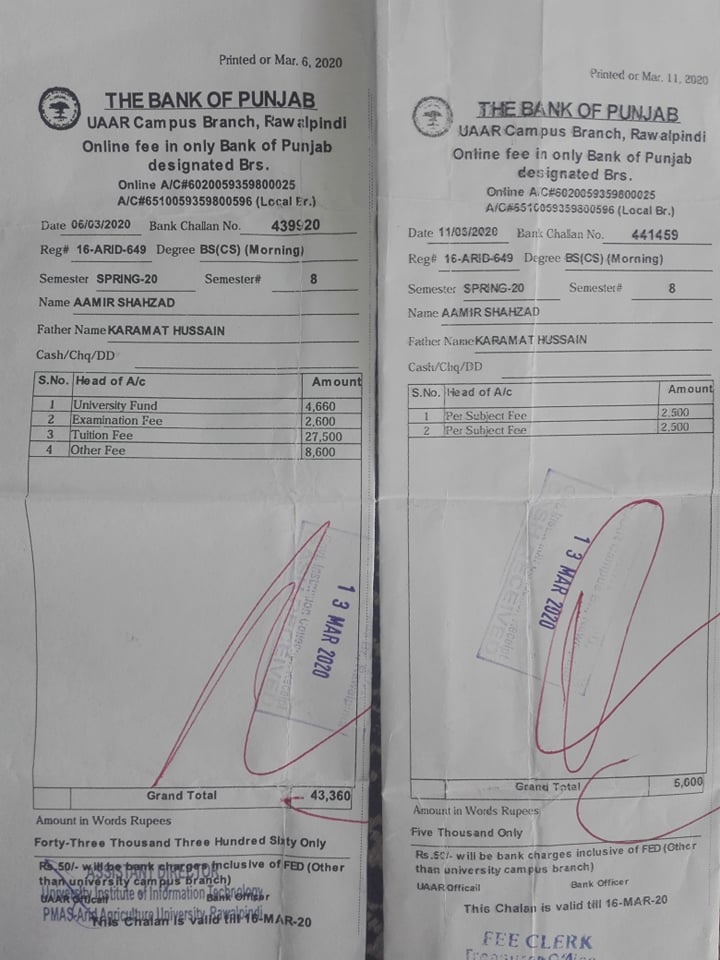 Printed or Mar. 6, 2020
THE BANK OF PUNJAB
UAAR Campus Branch, Rawalpindi
Online fee in only Bank of Punjab
designated Brs.
Online A/C#6020059359800025
A/C#6510059359800596 (Local Br.)
Date 06/03/2020 Bank Challan No. 439920
Reg# 16-ARID-649 Degree BS(CS) (Morning)
Semester SPRING-20 Semester# 8
Name AAMIR SHAHZAD
Father Name KARAMAT HUSSAIN
Cash/Chq/DD
S.No. Head of A/c Amount
1 University Fund 4,660
2 Examination Fee 2,600
3 Tuition Fee 27,500
4 Other Fee 8,600
RECEIVED
13 MAR 2020
Grand Total 43,360
Amount in Words Rupees
Forty-Three Thousand Three Hundred Sixty Only
Rs.50/- will be bank charges inclusive of FED (Other
than university campus branch)
ASSISTANT DIRECTOR
University Institute of Information Technology
UAAR Officail Bank Officer
PMAS-Arid Agriculture University, Rawalpindi
This Chalan is valid till 16-MAR-20
Printed or Mar. 11, 2020
THE BANK OF PUNJAB
UAAR Campus Branch, Rawalpindi
Online fee in only Bank of Punjab
designated Brs.
Online A/C#6020059359800025
A/C#6510059359800596 (Local Br.)
Date 11/03/2020 Bank Challan No. 441459
Reg# 16-ARID-649 Degree BS(CS) (Morning)
Semester SPRING-20 Semester# 8
Name AAMIR SHAHZAD
Father Name KARAMAT HUSSAIN
Cash/Chq/DD
S.No. Head of A/c Amount
1 Per Subject Fee 2,500
2 Per Subject Fee 2,500
RECEIVED
13 MAR 2020
Grand Total 5,000
Amount in Words Rupees
Five Thousand Only
Rs.50/- will be bank charges inclusive of FED (Other
than university campus branch)
UAAR Officail Bank Officer
This Chalan is valid till 16-MAR-20
FEE CLERK